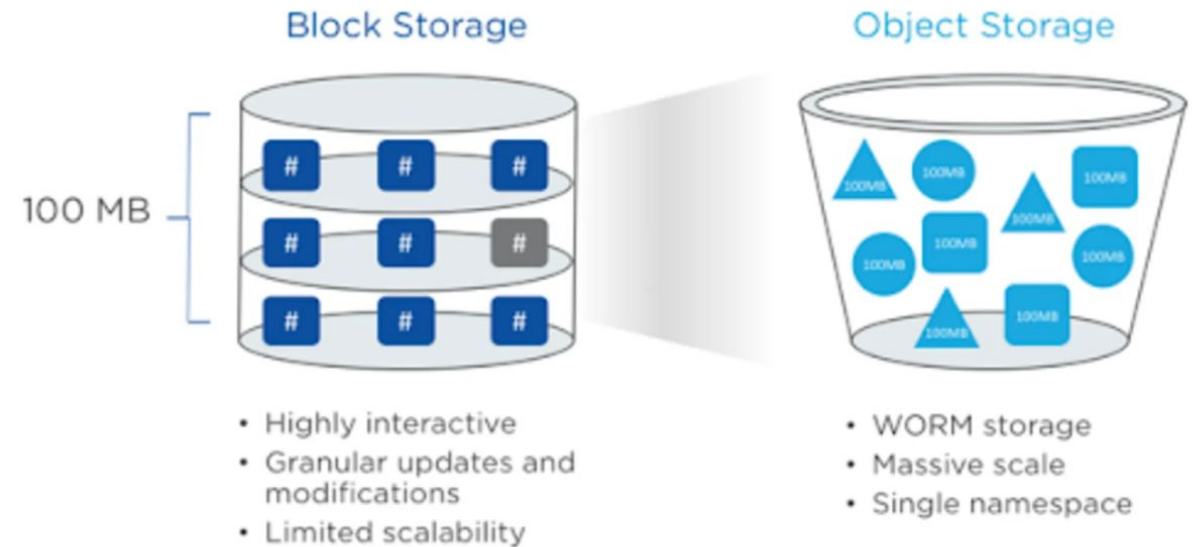 Block Storage
Object Storage
100 MB
# # #
# # #
# # #
100MB 100MB 100MB 100MB
100MB 100MB 100MB
100MB 100MB
• Highly interactive
• Granular updates and
modifications
• Limited scalability
• WORM storage
• Massive scale
• Single namespace